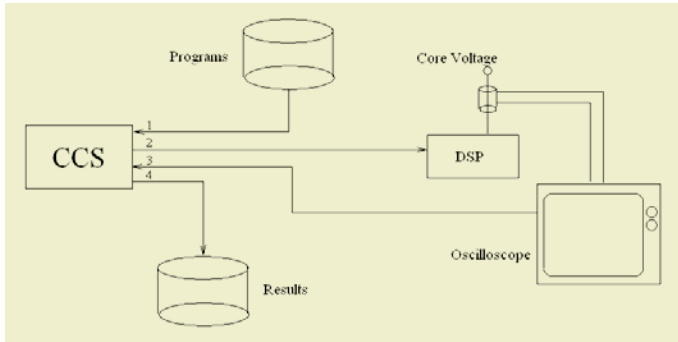 Programs
Core Voltage
1
CCS
2
DSP
3
4
Oscilloscope
Results